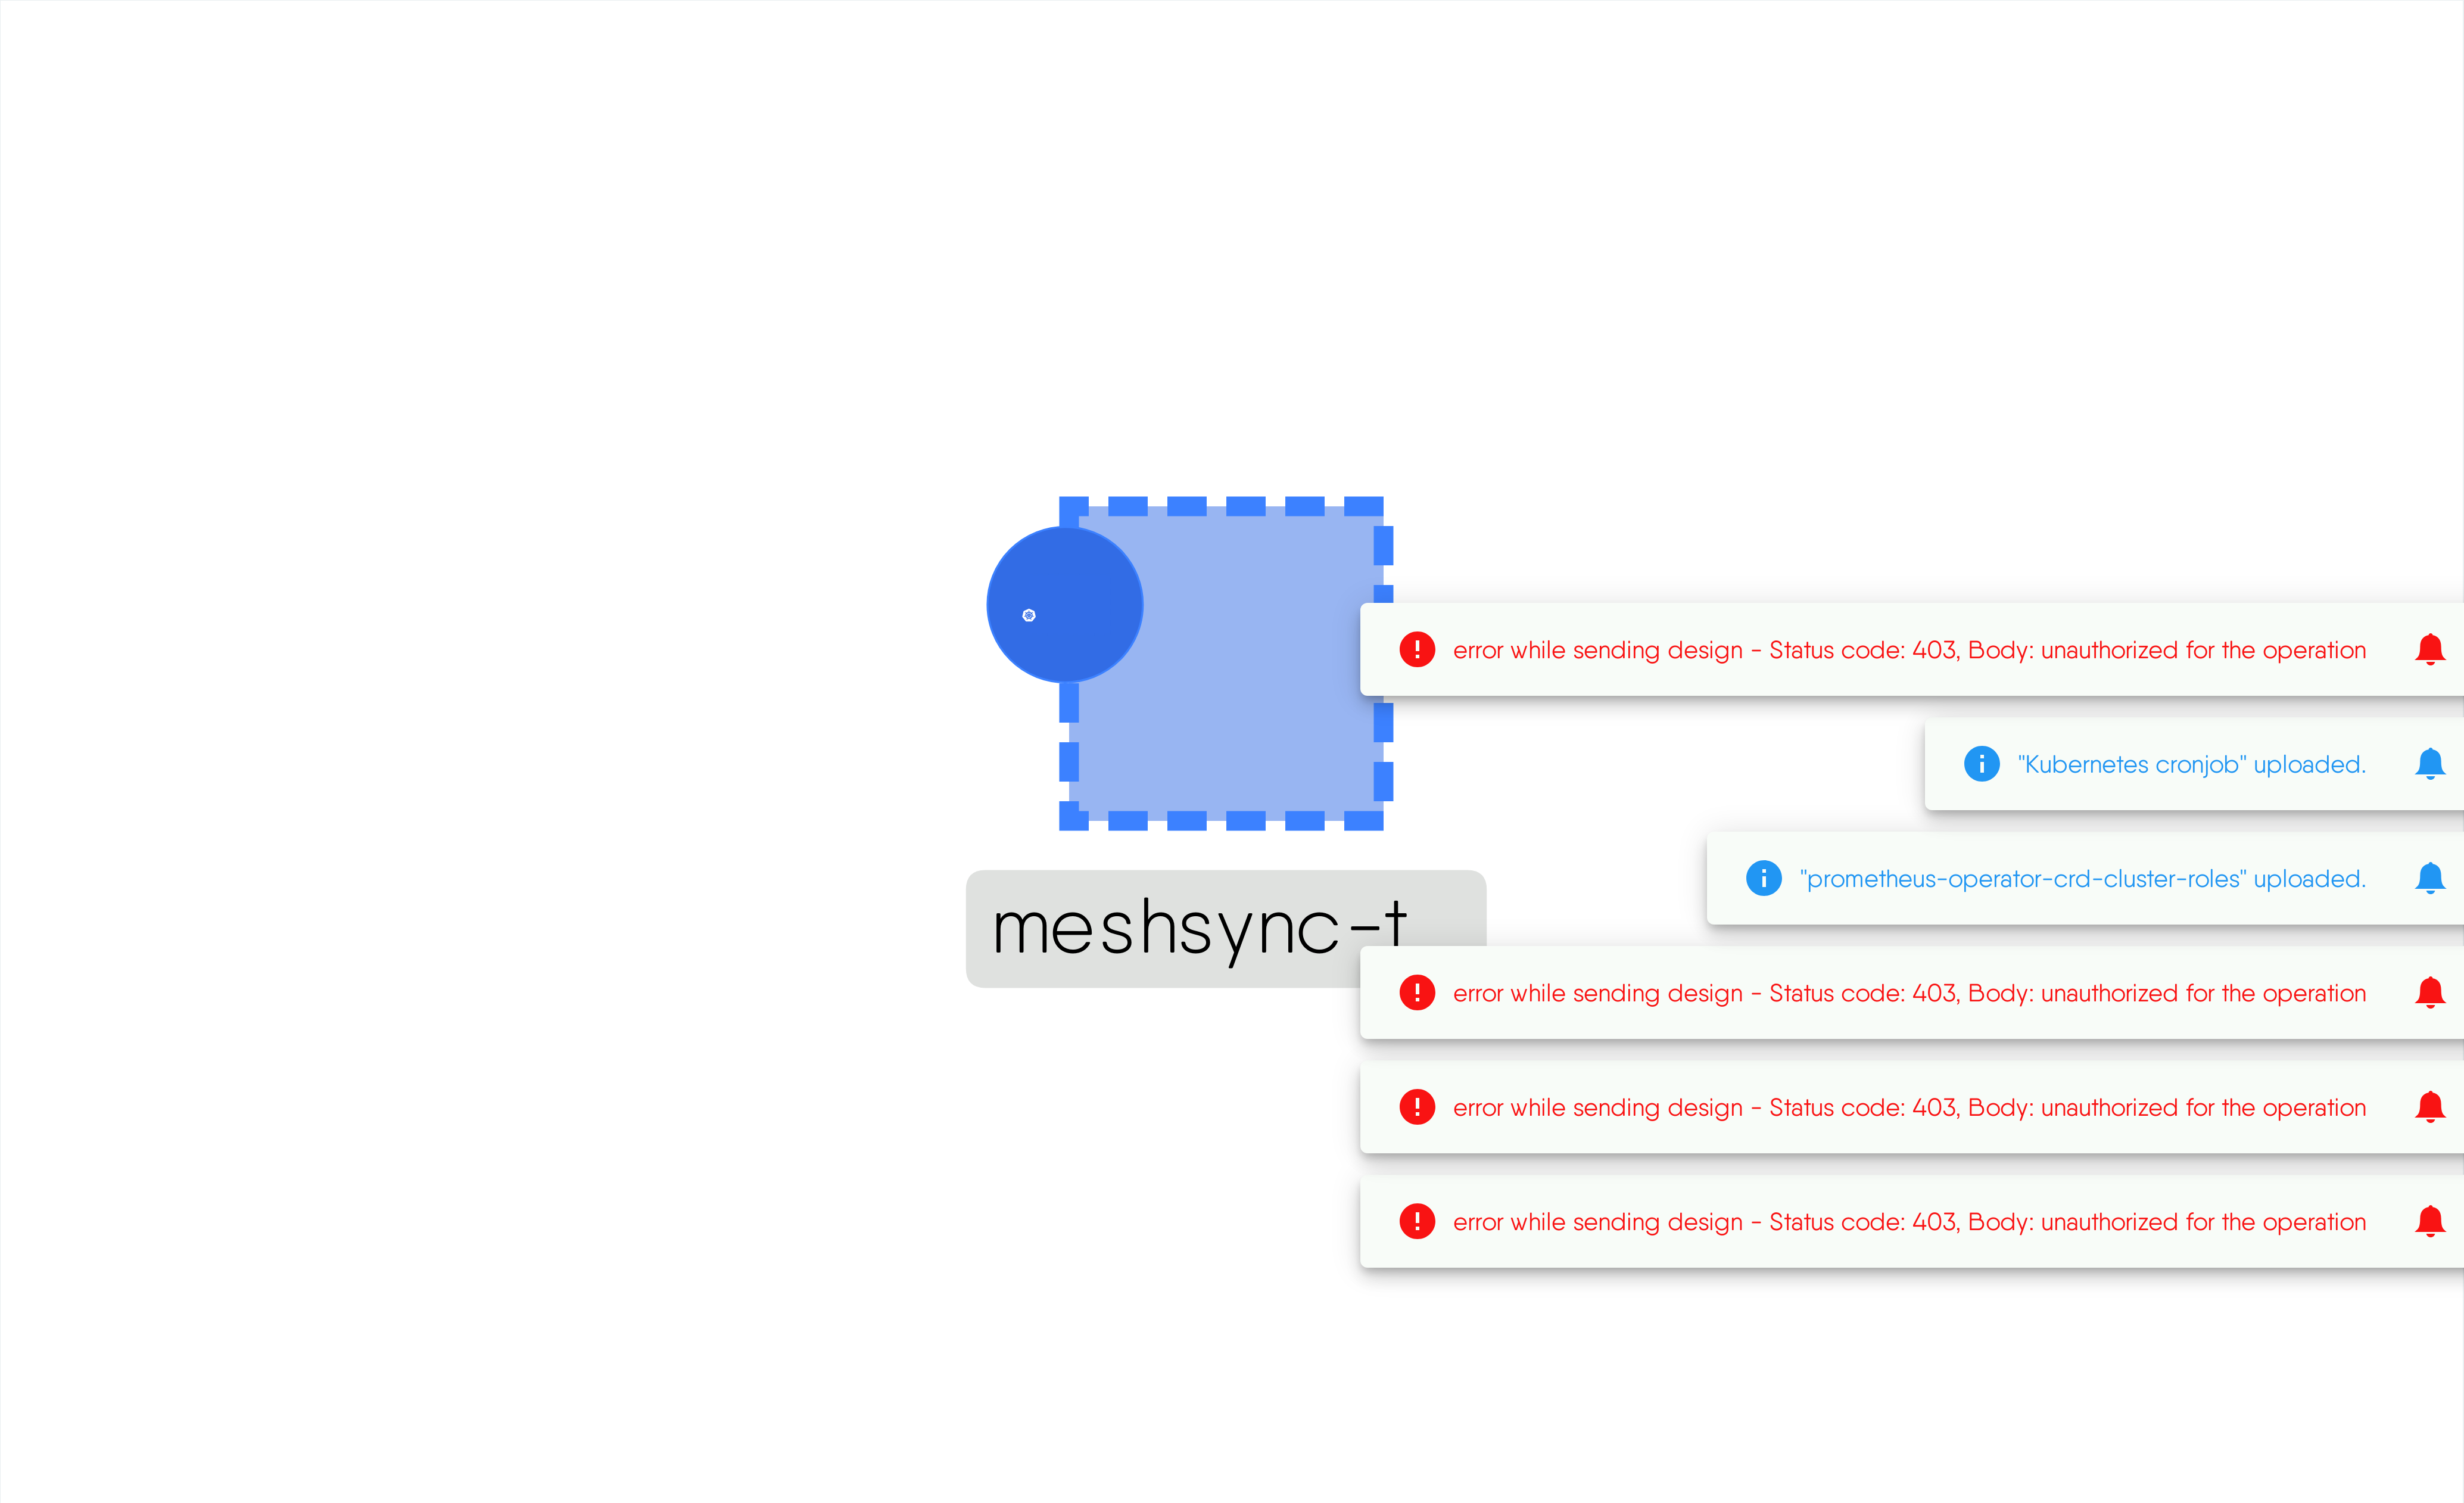 error while sending design - Status code: 403, Body: unauthorized for the operation
"Kubernetes cronjob" uploaded.
"prometheus-operator-crd-cluster-roles" uploaded.
meshsync-t
error while sending design - Status code: 403, Body: unauthorized for the operation
error while sending design - Status code: 403, Body: unauthorized for the operation
error while sending design - Status code: 403, Body: unauthorized for the operation